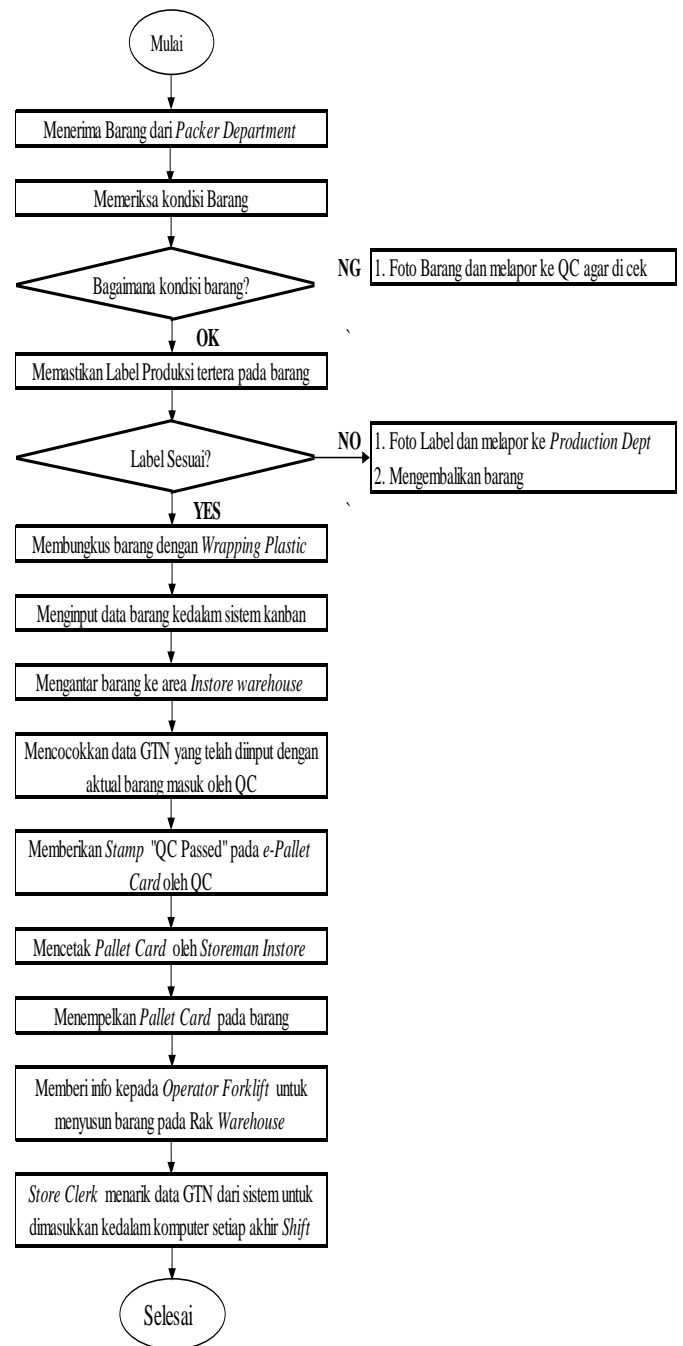 Mulai
Menerima Barang dari Packer Department
Memeriksa kondisi Barang
Bagaimana kondisi barang?
NG
1. Foto Barang dan melapor ke QC agar di cek
OK
`
Memastikan Label Produksi tertera pada barang
Label Sesuai?
NO
1. Foto Label dan melapor ke Production Dept
2. Mengembalikan barang
YES
`
Membungkus barang dengan Wrapping Plastic
Menginput data barang kedalam sistem kanban
Mengantar barang ke area Instore warehouse
Mencocokkan data GTN yang telah diinput dengan
aktual barang masuk oleh QC
Memberikan Stamp "QC Passed" pada e-Pallet
Card oleh QC
Mencetak Pallet Card oleh Storeman Instore
Menempelkan Pallet Card pada barang
Memberi info kepada Operator Forklift untuk
menyusun barang pada Rak Warehouse
Store Clerk menarik data GTN dari sistem untuk
dimasukkan kedalam komputer setiap akhir Shift
Selesai